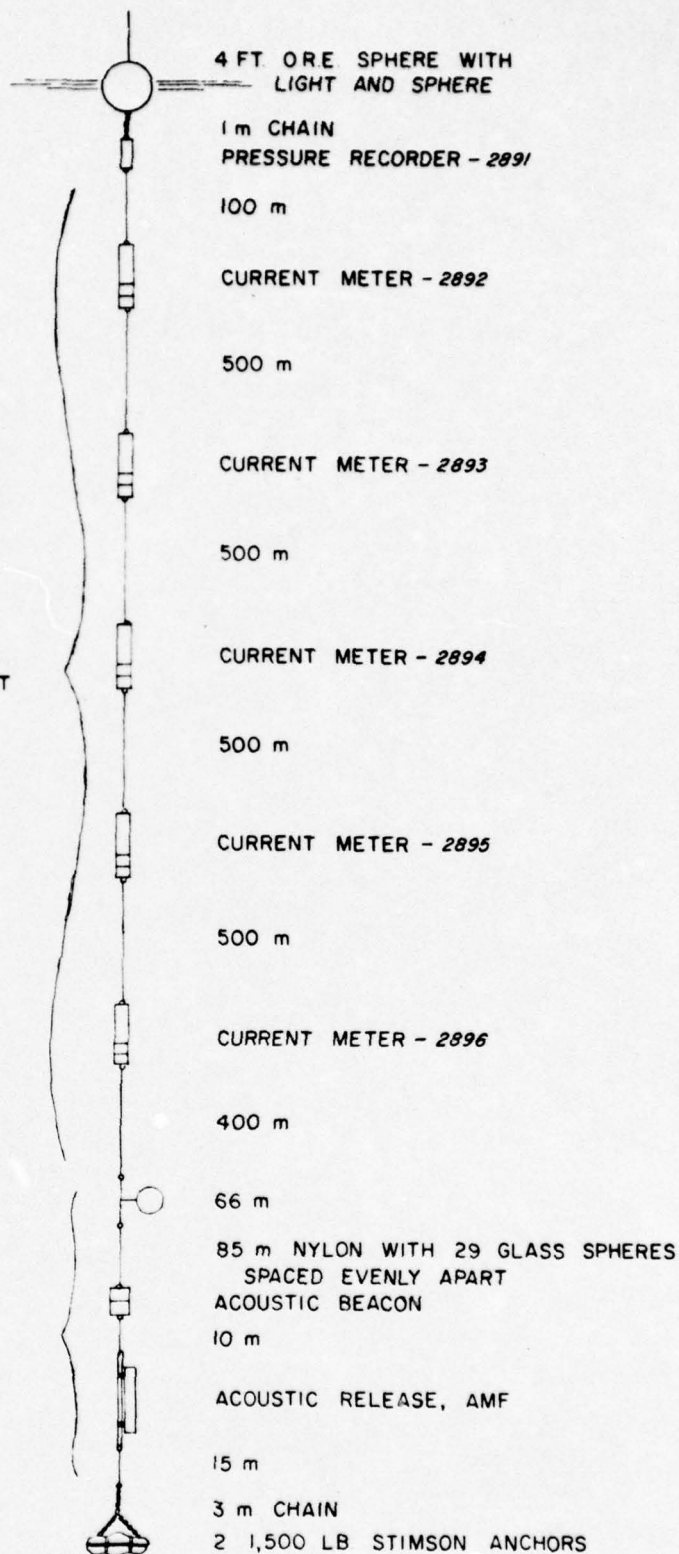 4 FT O.R.E SPHERE WITH
LIGHT AND SPHERE
1 m CHAIN
PRESSURE RECORDER - 2891
100 m
CURRENT METER - 2892
500 m
CURRENT METER - 2893
500 m
CURRENT METER - 2894
T
500 m
CURRENT METER - 2895
500 m
CURRENT METER - 2896
400 m
66 m
85 m NYLON WITH 29 GLASS SPHERES
SPACED EVENLY APART
ACOUSTIC BEACON
10 m
ACOUSTIC RELEASE, AMF
15 m
3 m CHAIN
2 1,500 LB STIMSON ANCHORS